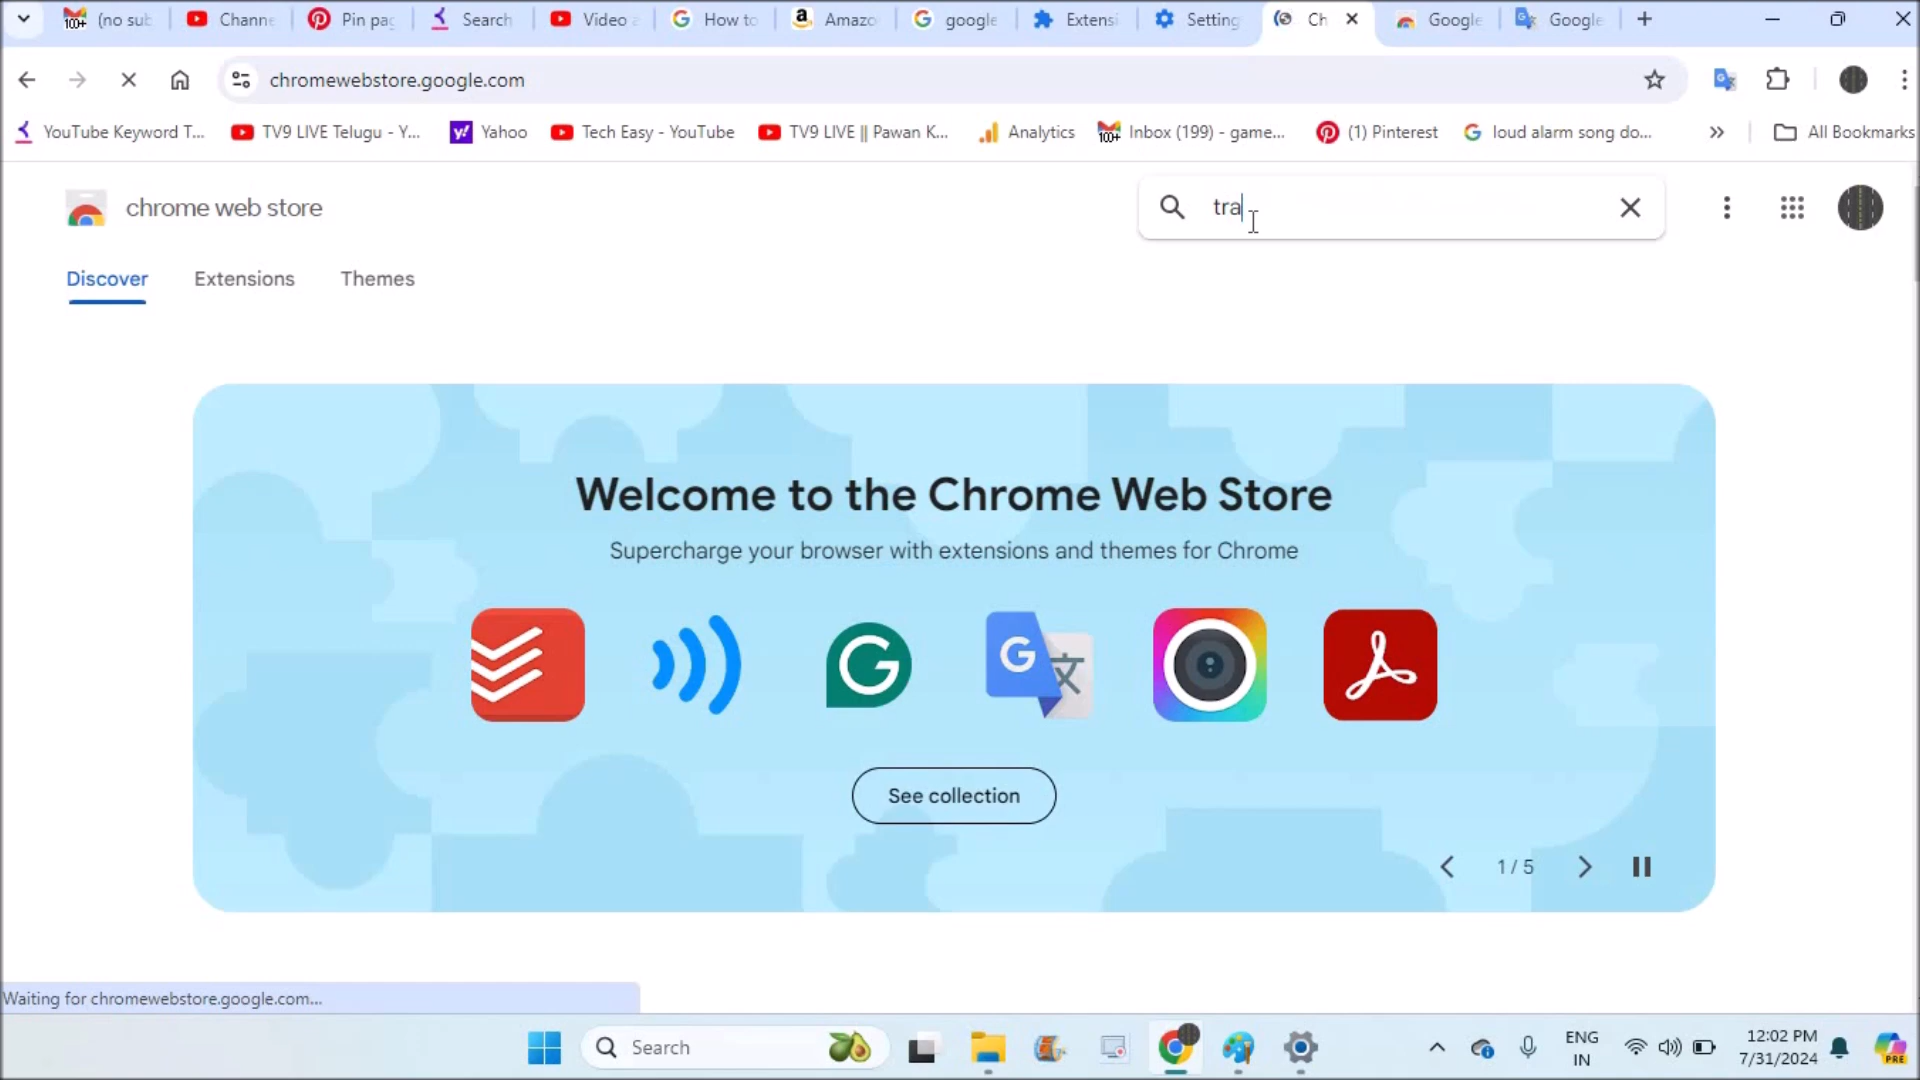 (no sub
Channe
Pin pag
Search
Video a
How to
Amazo
google
Extensi
Setting
Ch
Google
Google
chromewebstore.google.com
YouTube Keyword T...
TV9 LIVE Telugu - Y...
Yahoo
Tech Easy - YouTube
TV9 LIVE || Pawan K...
Analytics
Inbox (199) - game...
(1) Pinterest
loud alarm song do...
All Bookmarks
chrome web store
tra
Discover
Extensions
Themes
Welcome to the Chrome Web Store
Supercharge your browser with extensions and themes for Chrome
See collection
1 / 5
Waiting for chromewebstore.google.com...
Search
ENG
IN
12:02 PM
7/31/2024
PRE